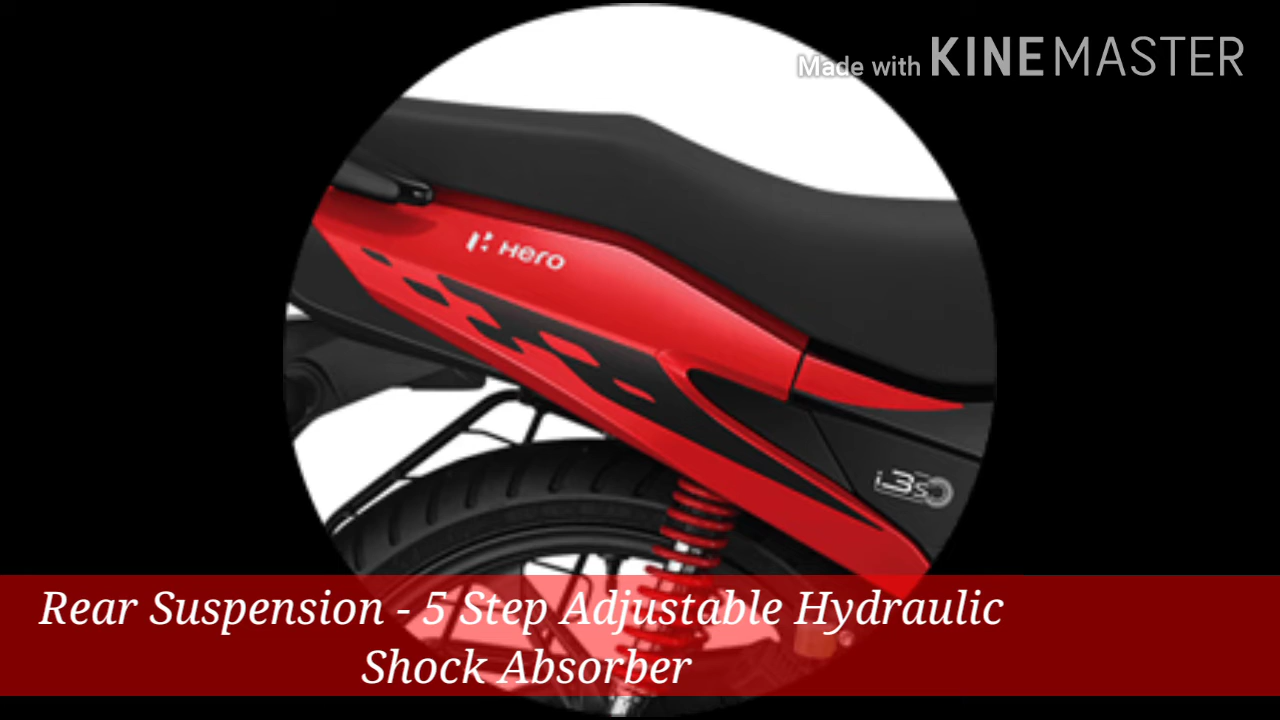 Made with KINEMASTER
Hero
i3s
Rear Suspension - 5 Step Adjustable Hydraulic
Shock Absorber